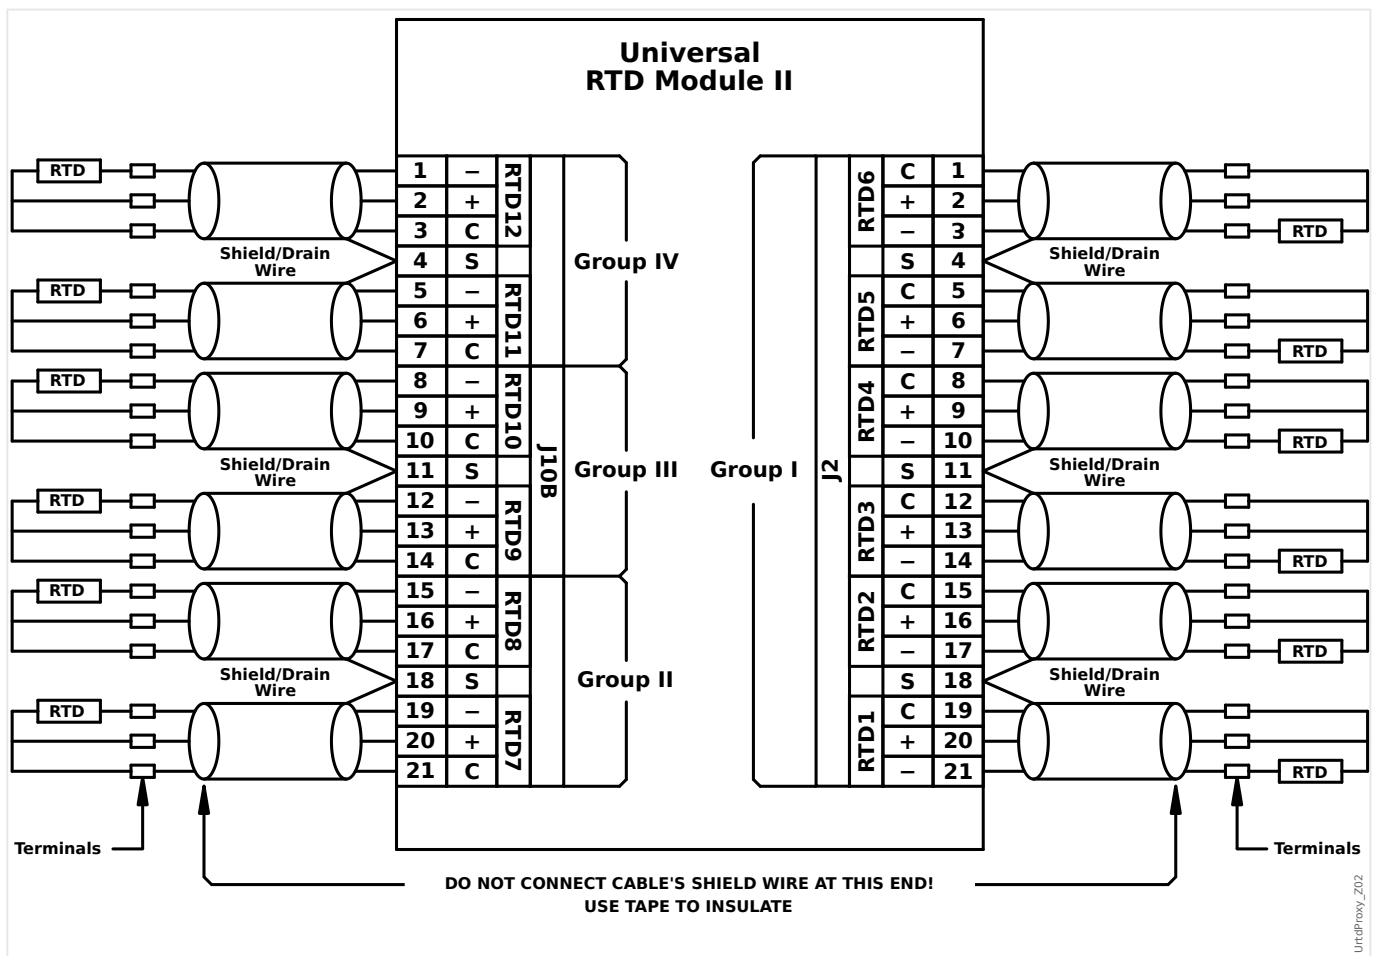 Universal
RTD Module II
RTD 1 − RTD12 RTD6 C 1
2 + + 2
3 C − 3 RTD
Shield/Drain
Wire
4 S Group IV S 4
Shield/Drain
Wire
RTD 5 − RTD11 RTD5 C 5
6 + + 6
7 C − 7 RTD
RTD 8 − RTD10 RTD4 C 8
9 + + 9
10 C − 10 RTD
Shield/Drain
Wire
11 S J10B Group III Group I J2 S 11
Shield/Drain
Wire
RTD 12 − RTD9 RTD3 C 12
13 + + 13
14 C − 14 RTD
RTD 15 − RTD8 RTD2 C 15
16 + + 16
17 C − 17 RTD
Shield/Drain
Wire
18 S Group II S 18
Shield/Drain
Wire
RTD 19 − RTD7 RTD1 C 19
20 + + 20
21 C − 21 RTD
Terminals
Terminals
DO NOT CONNECT CABLE'S SHIELD WIRE AT THIS END!
USE TAPE TO INSULATE
UrtdProxy_Z02